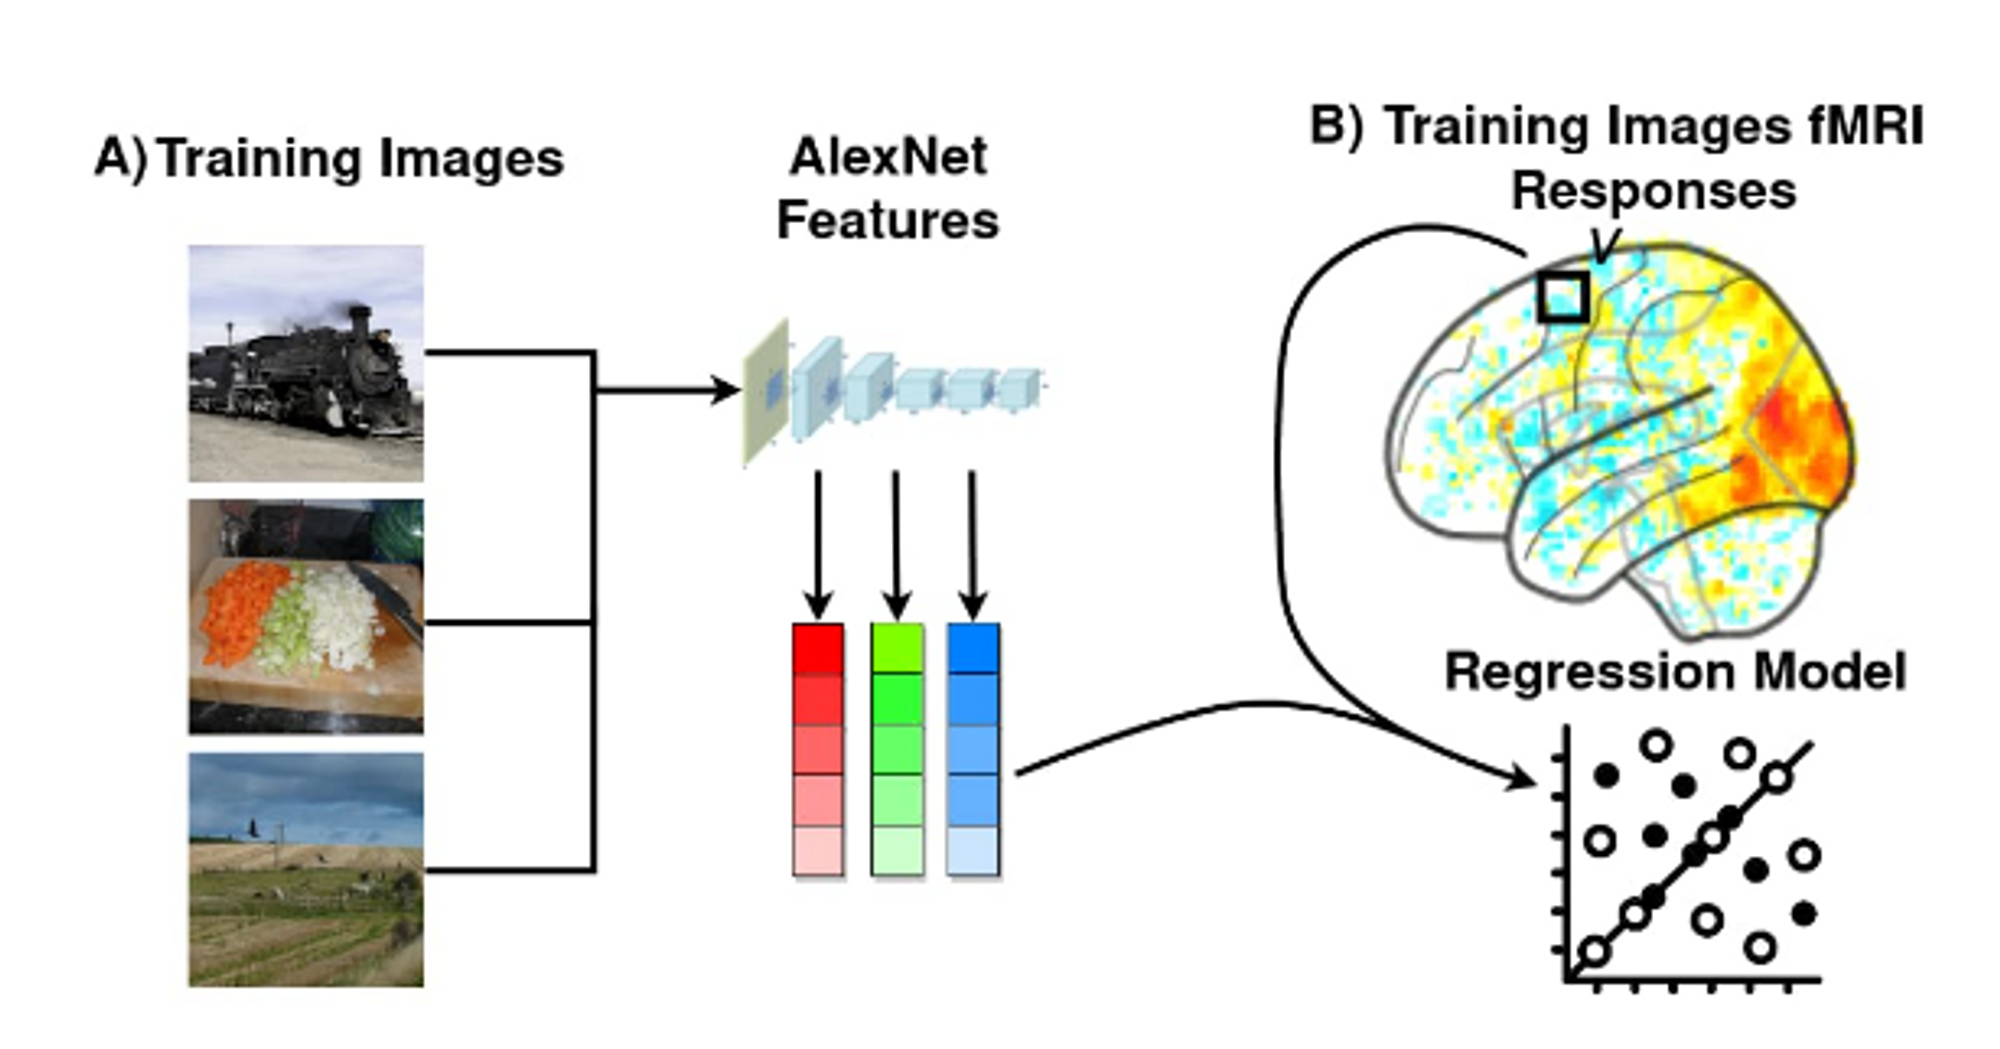 A) Training Images
AlexNet
Features
B) Training Images fMRI
Responses
V
Regression Model